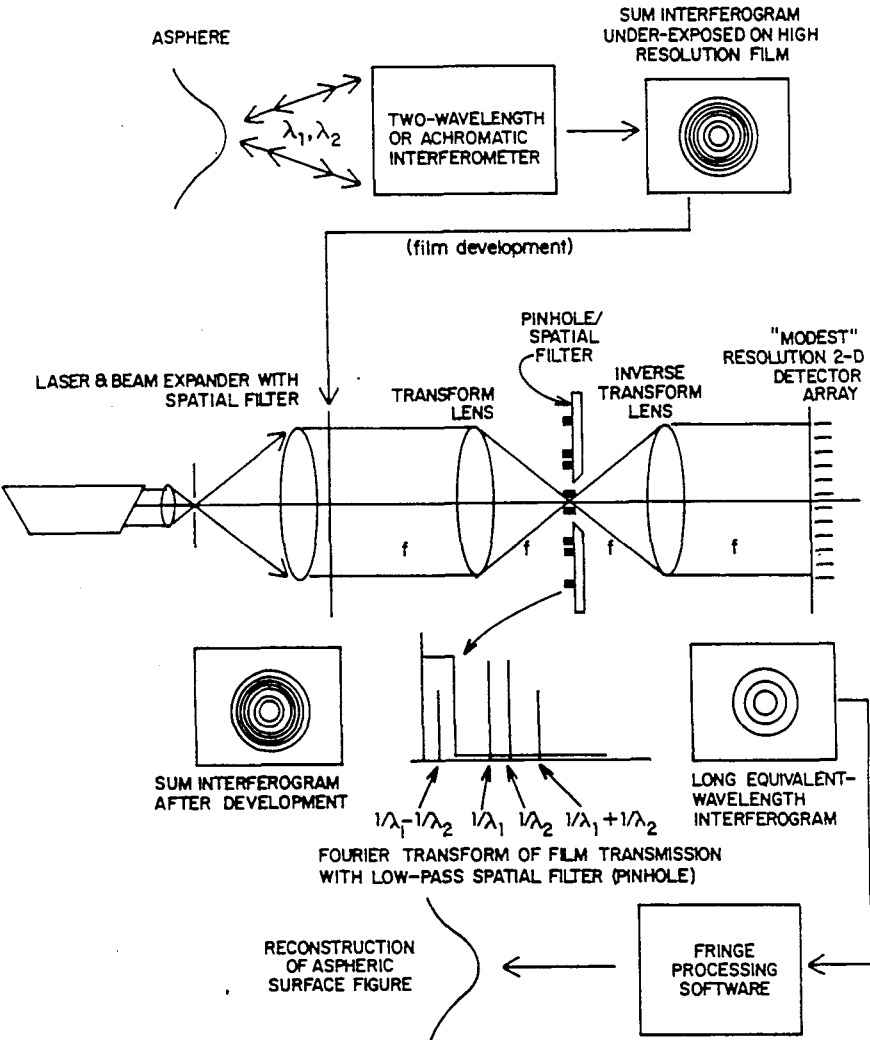 ASPHERE
λ₁, λ₂
TWO-WAVELENGTH
OR ACHROMATIC
INTERFEROMETER
SUM INTERFEROGRAM
UNDER-EXPOSED ON HIGH
RESOLUTION FILM
(film development)
LASER & BEAM EXPANDER WITH
SPATIAL FILTER
TRANSFORM
LENS
PINHOLE/
SPATIAL
FILTER
INVERSE
TRANSFORM
LENS
"MODEST"
RESOLUTION 2-D
DETECTOR
ARRAY
f
f
f
f
SUM INTERFEROGRAM
AFTER DEVELOPMENT
1/λ₁-1/λ₂
1/λ₁
1/λ₂
1/λ₁+1/λ₂
FOURIER TRANSFORM OF FILM TRANSMISSION
WITH LOW-PASS SPATIAL FILTER (PINHOLE)
LONG EQUIVALENT-
WAVELENGTH
INTERFEROGRAM
RECONSTRUCTION
OF ASPHERIC
SURFACE FIGURE
FRINGE
PROCESSING
SOFTWARE